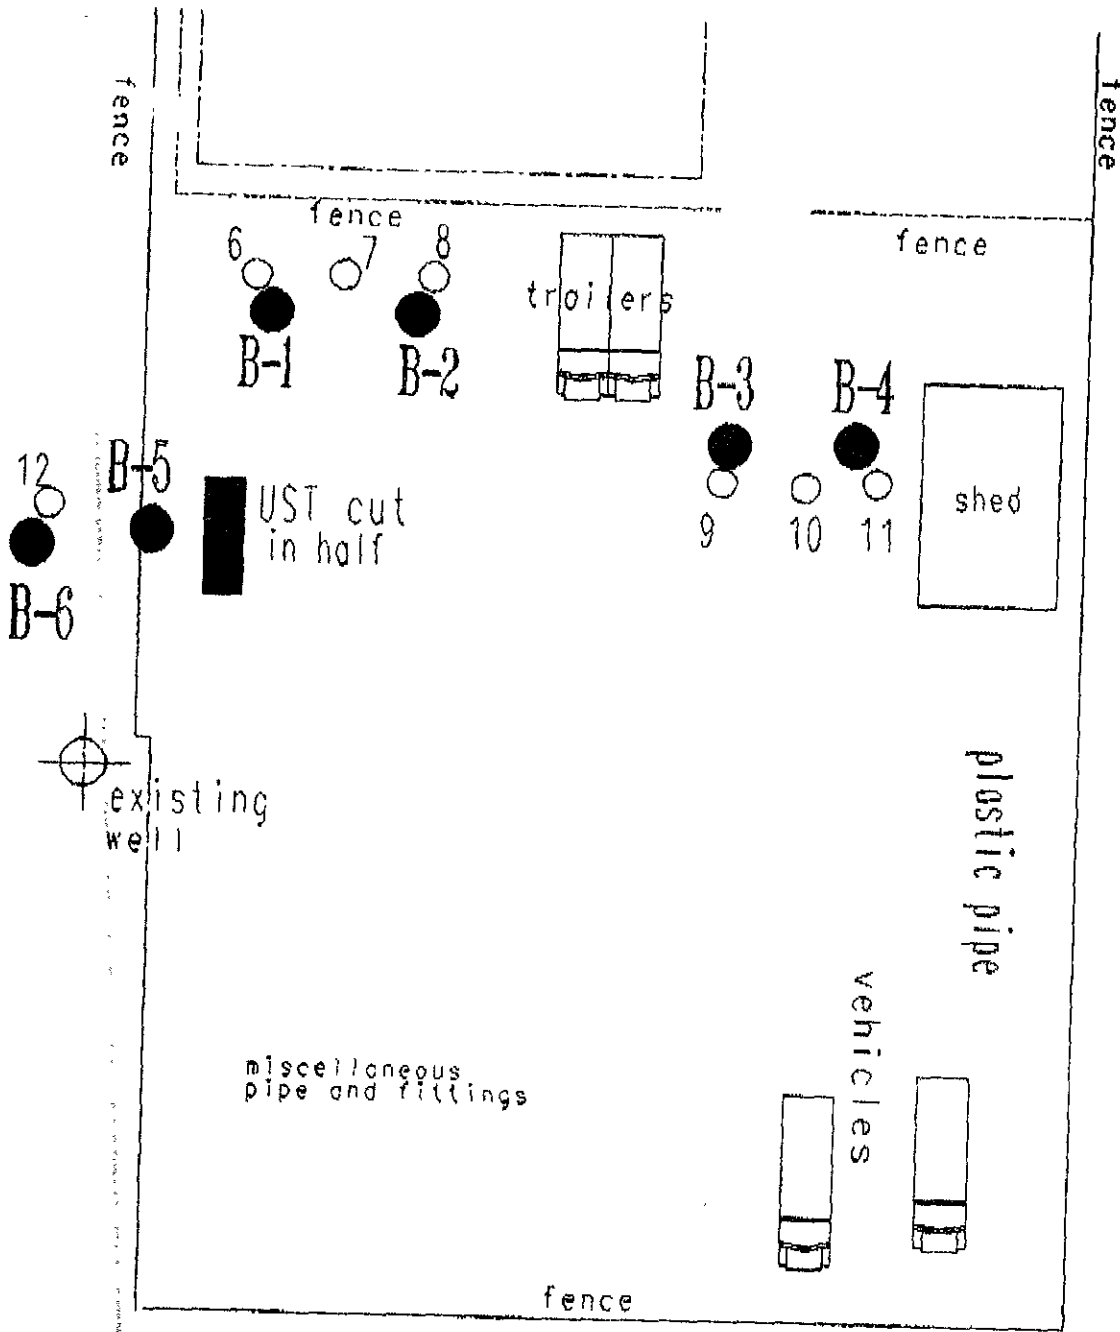 fence
fence
fence
fence
6
7
8
trailers
B-1
B-2
B-3
B-4
12
B-5
UST cut
in half
shed
9
10
11
B-6
existing
well
plastic pipe
vehicles
miscellaneous
pipe and fittings
fence